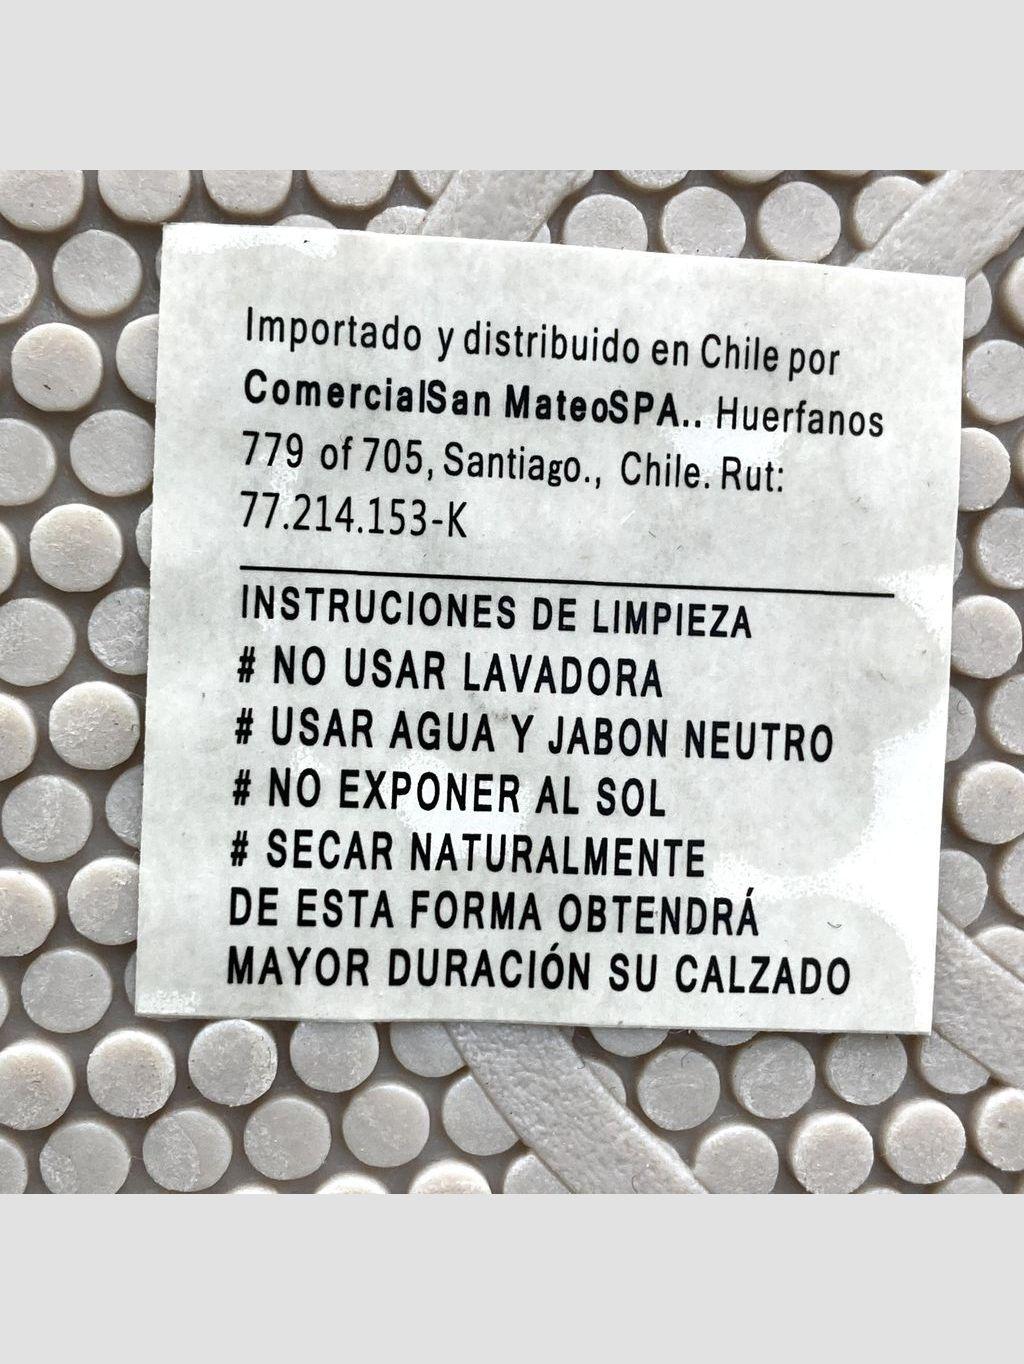 Importado y distribuido en Chile por
ComercialSan MateoSPA.. Huerfanos
779 of 705, Santiago., Chile. Rut:
77.214.153-K
INSTRUCIONES DE LIMPIEZA
# NO USAR LAVADORA
# USAR AGUA Y JABON NEUTRO
# NO EXPONER AL SOL
# SECAR NATURALMENTE
DE ESTA FORMA OBTENDRÁ
MAYOR DURACIÓN SU CALZADO